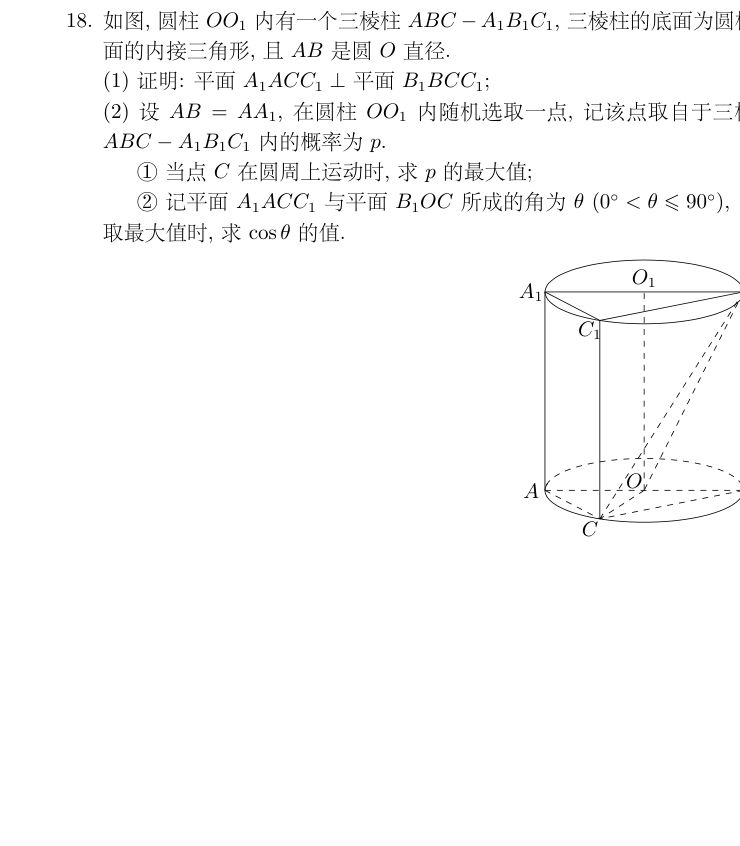 18. 如图, 圆柱 OO₁ 内有一个三棱柱 ABC − A₁B₁C₁, 三棱柱的底面为圆
面的内接三角形, 且 AB 是圆 O 直径.
(1) 证明: 平面 A₁ACC₁ ⊥ 平面 B₁BCC₁;
(2) 设 AB = AA₁, 在圆柱 OO₁ 内随机选取一点, 记该点取自于三
ABC − A₁B₁C₁ 内的概率为 p.
① 当点 C 在圆周上运动时, 求 p 的最大值;
② 记平面 A₁ACC₁ 与平面 B₁OC 所成的角为 θ (0° < θ ⩽ 90°),
取最大值时, 求 cos θ 的值.
O₁
A₁
C₁
O
A
C